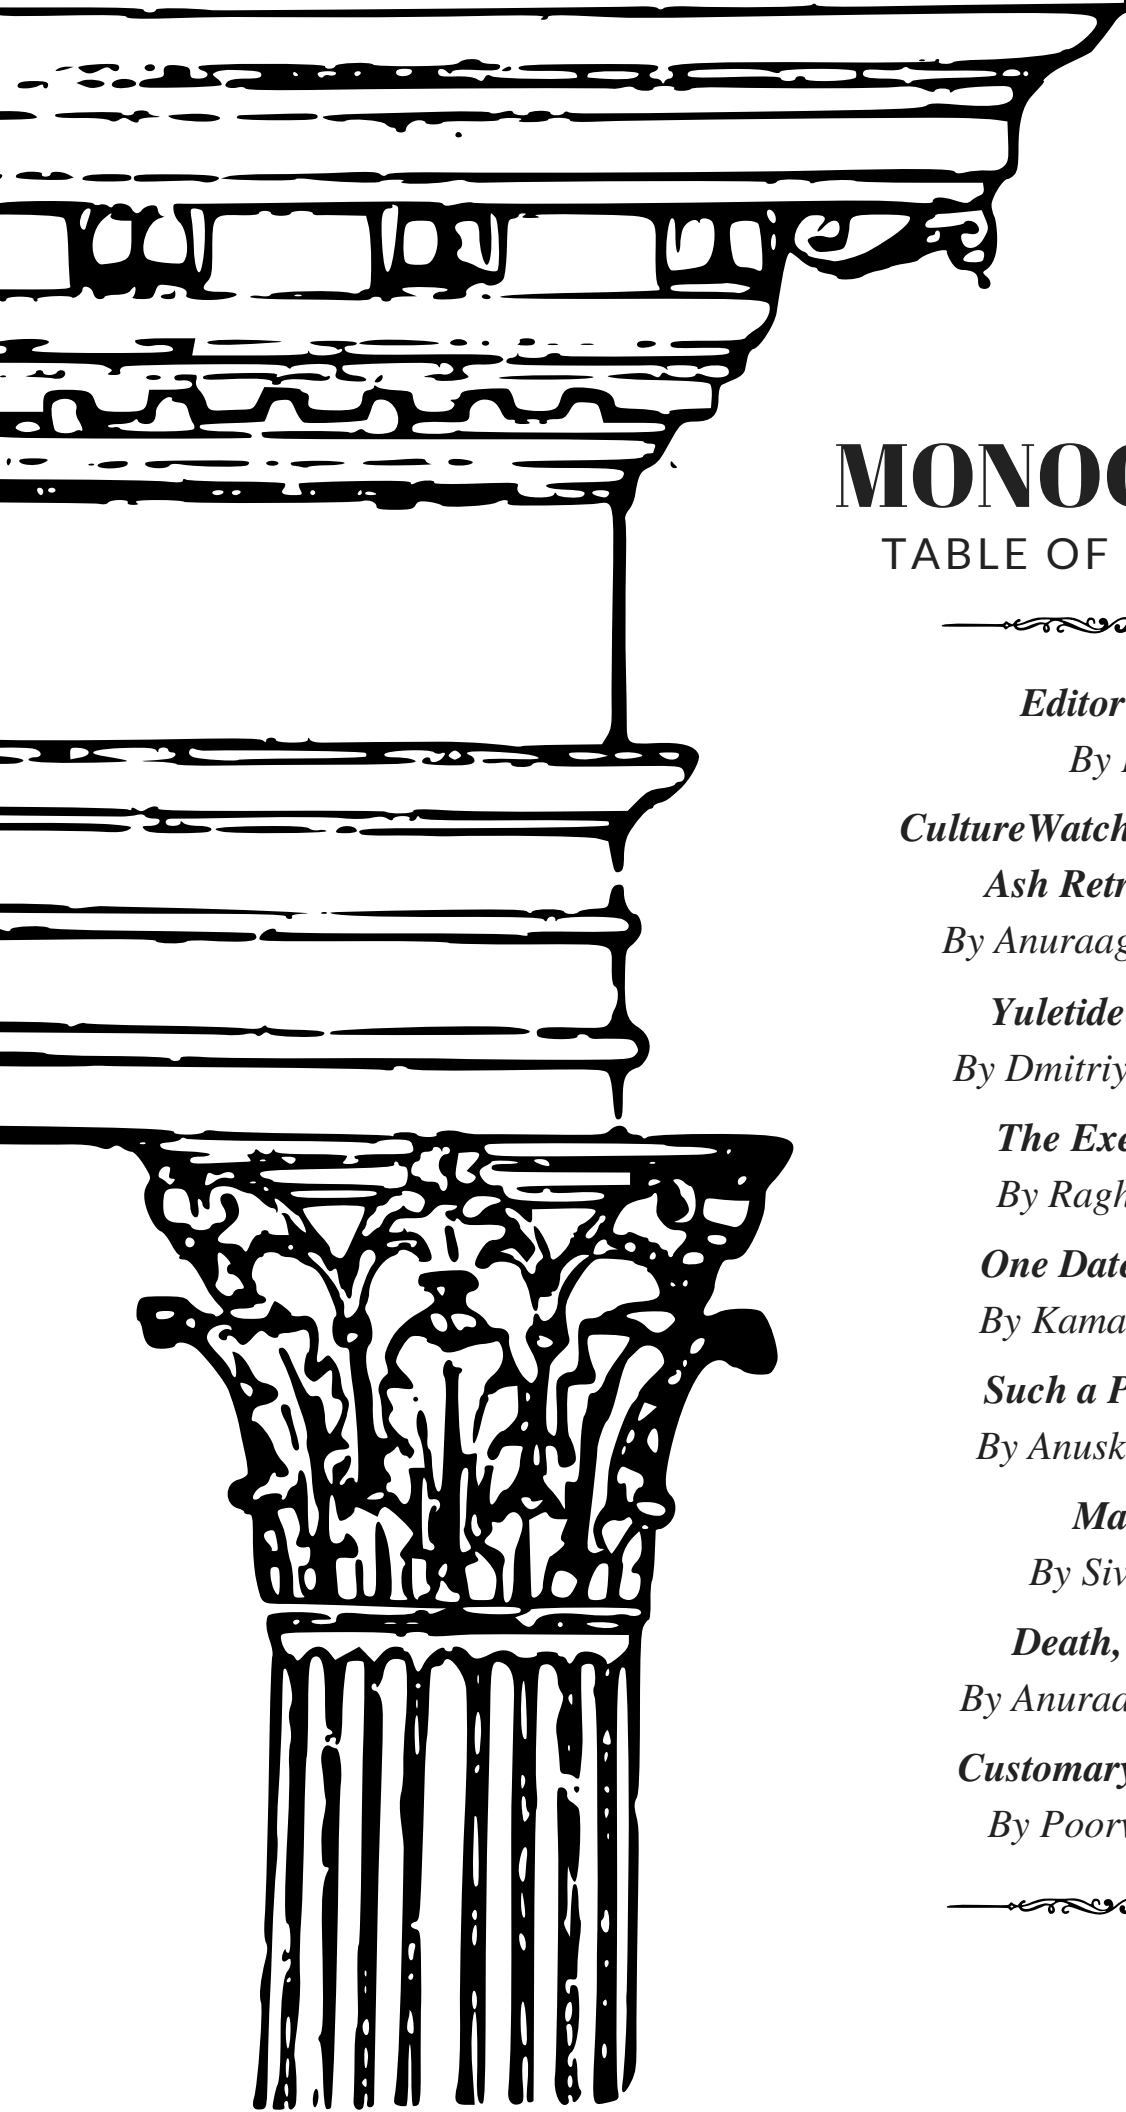 MONOC
TABLE OF
Editor
By
CultureWatch
Ash Retr
By Anuraag
Yuletide
By Dmitriy
The Exe
By Ragh
One Date
By Kama
Such a P
By Anusk
Ma
By Siv
Death,
By Anurad
Customary
By Poorv